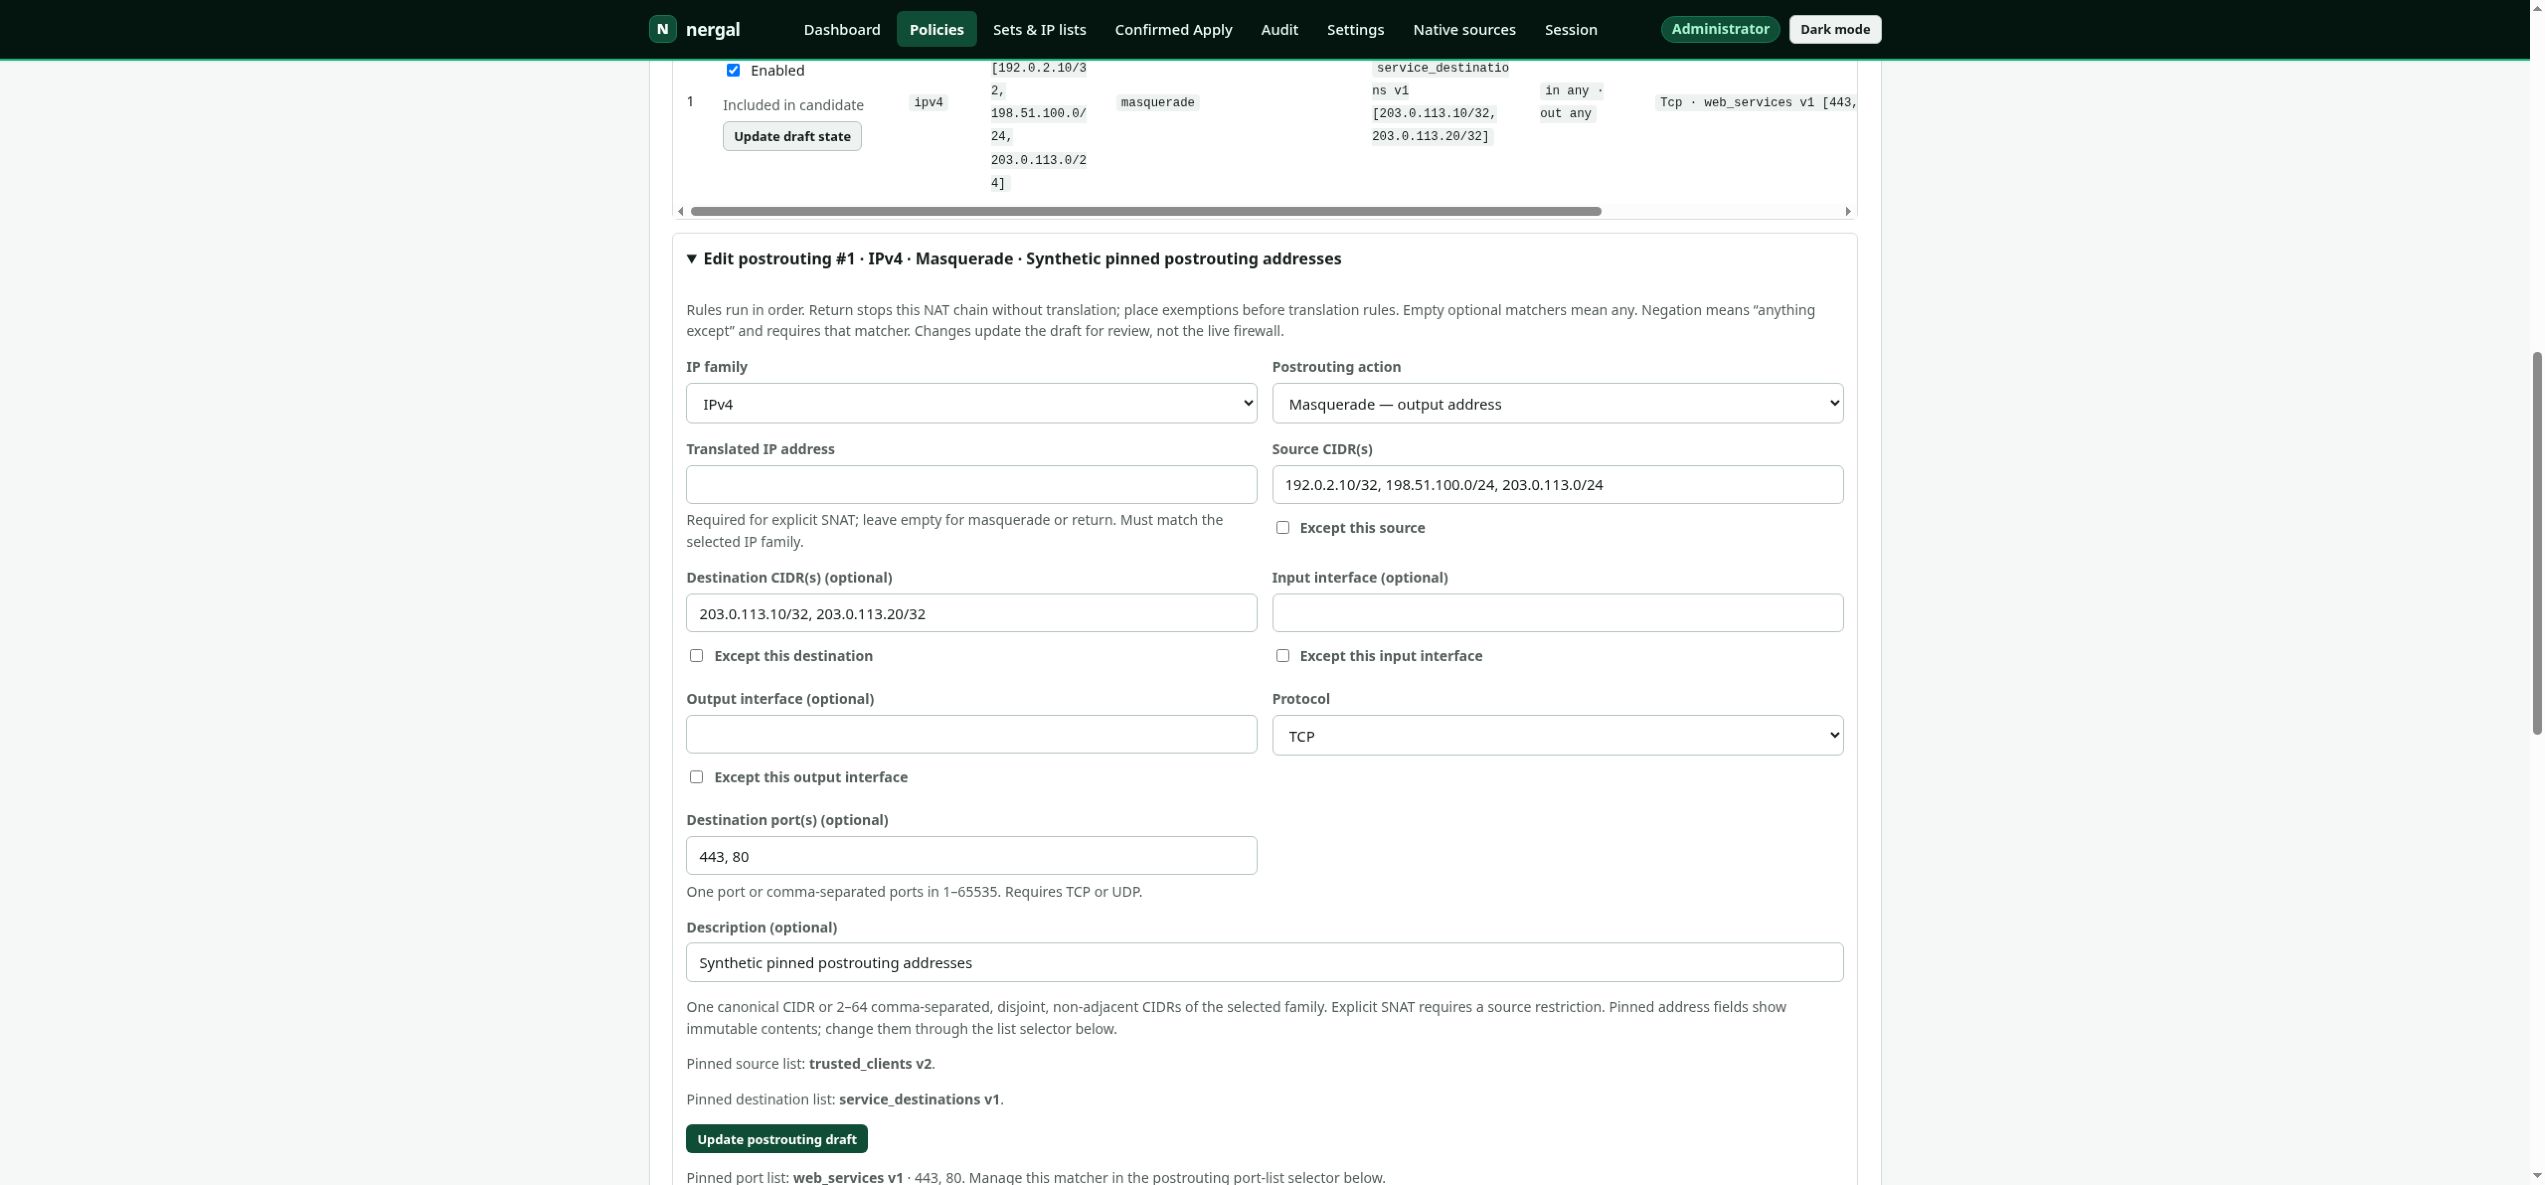 N nergal Dashboard Policies Sets & IP lists Confirmed Apply Audit Settings Native sources Session Administrator Dark mode
Enabled
1
Included in candidate
Update draft state
ipv4
[192.0.2.10/3
2,
198.51.100.0/
24,
203.0.113.0/2
4]
masquerade
service_destinatio
ns v1
[203.0.113.10/32,
203.0.113.20/32]
in any ·
out any
Tcp · web_services v1 [443,
▼ Edit postrouting #1 · IPv4 · Masquerade · Synthetic pinned postrouting addresses
Rules run in order. Return stops this NAT chain without translation; place exemptions before translation rules. Empty optional matchers mean any. Negation means “anything
except” and requires that matcher. Changes update the draft for review, not the live firewall.
IP family
IPv4
Postrouting action
Masquerade — output address
Translated IP address
Required for explicit SNAT; leave empty for masquerade or return. Must match the
selected IP family.
Source CIDR(s)
192.0.2.10/32, 198.51.100.0/24, 203.0.113.0/24
Except this source
Destination CIDR(s) (optional)
203.0.113.10/32, 203.0.113.20/32
Except this destination
Input interface (optional)
Except this input interface
Output interface (optional)
Except this output interface
Protocol
TCP
Destination port(s) (optional)
443, 80
One port or comma-separated ports in 1–65535. Requires TCP or UDP.
Description (optional)
Synthetic pinned postrouting addresses
One canonical CIDR or 2–64 comma-separated, disjoint, non-adjacent CIDRs of the selected family. Explicit SNAT requires a source restriction. Pinned address fields show
immutable contents; change them through the list selector below.
Pinned source list: trusted_clients v2.
Pinned destination list: service_destinations v1.
Update postrouting draft
Pinned port list: web_services v1 · 443, 80. Manage this matcher in the postrouting port-list selector below.